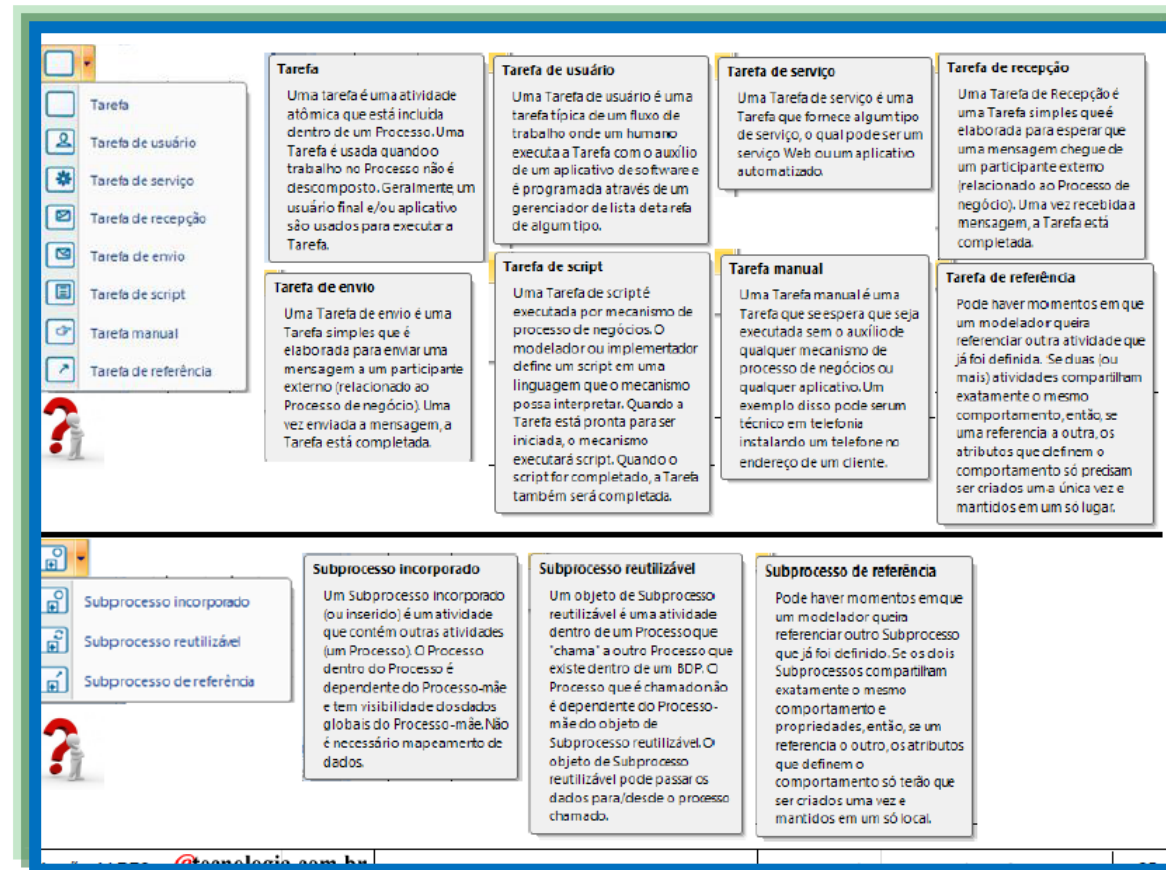 Tarefa
Tarefa de usuário
Tarefa de serviço
Tarefa de recepção
Tarefa de envio
Tarefa de script
Tarefa manual
Tarefa de referência
Tarefa
Uma tarefa é uma atividade
atômica que está incluída
dentro de um Processo. Uma
Tarefa é usada quando o
trabalho no Processo não é
descomposto. Geralmente, um
usuário final e/ou aplicativo
são usados para executar a
Tarefa.
Tarefa de usuário
Uma Tarefa de usuário é uma
tarefa típica de um fluxo de
trabalho onde um humano
executa a Tarefa com o auxílio
de um aplicativo de software e
é programada através de um
gerenciador de lista de tarefa
de algum tipo.
Tarefa de serviço
Uma Tarefa de serviço é uma
Tarefa que fornece algum tipo
de serviço, o qual pode ser um
serviço Web ou um aplicativo
automatizado.
Tarefa de recepção
Uma Tarefa de Recepção é
uma Tarefa simples que é
elaborada para esperar que
uma mensagem chegue de
um participante externo
(relacionado ao Processo de
negócio). Uma vez recebida a
mensagem, a Tarefa está
completada.
Tarefa de envio
Uma Tarefa de envio é uma
Tarefa simples que é
elaborada para enviar uma
mensagem a um participante
externo (relacionado ao
Processo de negócio). Uma
vez enviada a mensagem, a
Tarefa está completada.
Tarefa de script
Uma Tarefa de script é
executada por mecanismo de
processo de negócios. O
modelador ou implementador
define um script em uma
linguagem que o mecanismo
possa interpretar. Quando a
Tarefa está pronta para ser
iniciada, o mecanismo
executará script. Quando o
script for completado, a Tarefa
também será completada.
Tarefa manual
Uma Tarefa manual é uma
Tarefa que se espera que seja
executada sem o auxílio de
qualquer mecanismo de
processo de negócios ou
qualquer aplicativo. Um
exemplo disso pode ser um
técnico em telefonia
instalando um telefone no
endereço de um cliente.
Tarefa de referência
Pode haver momentos em que
um modelador queira
referenciar outra atividade que
já foi definida. Se duas (ou
mais) atividades compartilham
exatamente o mesmo
comportamento, então, se
uma referencia a outra, os
atributos que definem o
comportamento só precisam
ser criados uma única vez e
mantidos em um só lugar.
Subprocesso incorporado
Subprocesso reutilizável
Subprocesso de referência
Subprocesso incorporado
Um Subprocesso incorporado
(ou inserido) é um atividade
que contém outras atividades
(um Processo). O Processo
dentro do Processo é
dependente do Processo-mãe
e tem visibilidade dos dados
globais do Processo-mãe. Não
é necessário mapeamento de
dados.
Subprocesso reutilizável
Um objeto de Subprocesso
reutilizável é uma atividade
dentro de um Processo que
"chama" a outro Processo que
existe dentro de um BDP. O
Processo que é chamado não
é dependente do Processo-
mãe do objeto de
Subprocesso reutilizável. O
objeto de Subprocesso
reutilizável pode passar os
dados para/desde o processo
chamado.
Subprocesso de referência
Pode haver momentos em que
um modelador queira
referenciar outro Subprocesso
que já foi definido. Se os dois
Subprocessos compartilham
exatamente o mesmo
comportamento e
propriedades, então, se um
referencia o outro, os atributos
que definem o
comportamento só terão que
ser criados uma vez e
mantidos em um só local.
@tecnologia.com.br